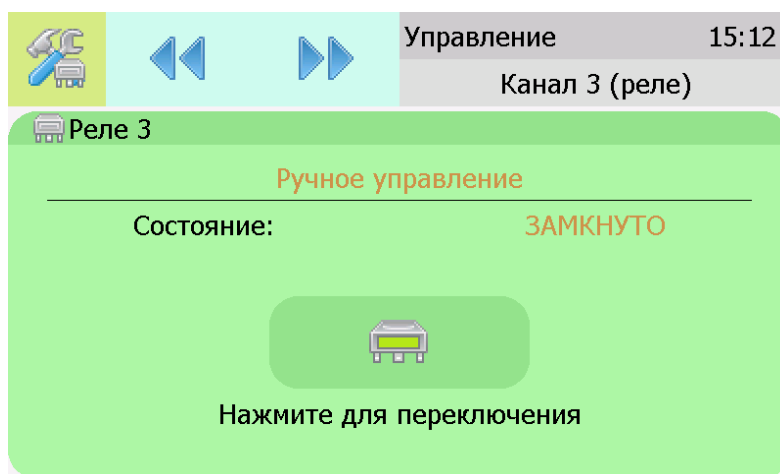 Управление 15:12
Канал 3 (реле)
Реле 3
Ручное управление
Состояние: ЗАМКНУТО
Нажмите для переключения